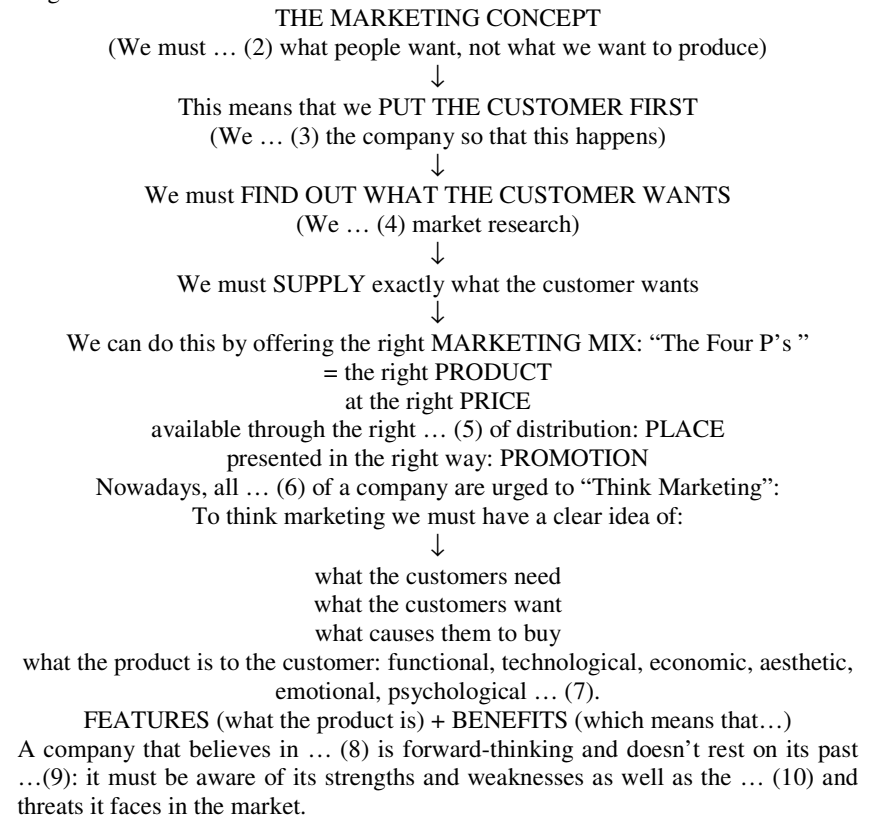 THE MARKETING CONCEPT
(We must … (2) what people want, not what we want to produce)
↓
This means that we PUT THE CUSTOMER FIRST
(We … (3) the company so that this happens)
↓
We must FIND OUT WHAT THE CUSTOMER WANTS
(We … (4) market research)
↓
We must SUPPLY exactly what the customer wants
↓
We can do this by offering the right MARKETING MIX: “The Four P’s ”
= the right PRODUCT
at the right PRICE
available through the right … (5) of distribution: PLACE
presented in the right way: PROMOTION
Nowadays, all … (6) of a company are urged to “Think Marketing”:
To think marketing we must have a clear idea of:
↓
what the customers need
what the customers want
what causes them to buy
what the product is to the customer: functional, technological, economic, aesthetic,
emotional, psychological … (7).
FEATURES (what the product is) + BENEFITS (which means that…)
A company that believes in … (8) is forward-thinking and doesn’t rest on its past
…(9): it must be aware of its strengths and weaknesses as well as the … (10) and
threats it faces in the market.